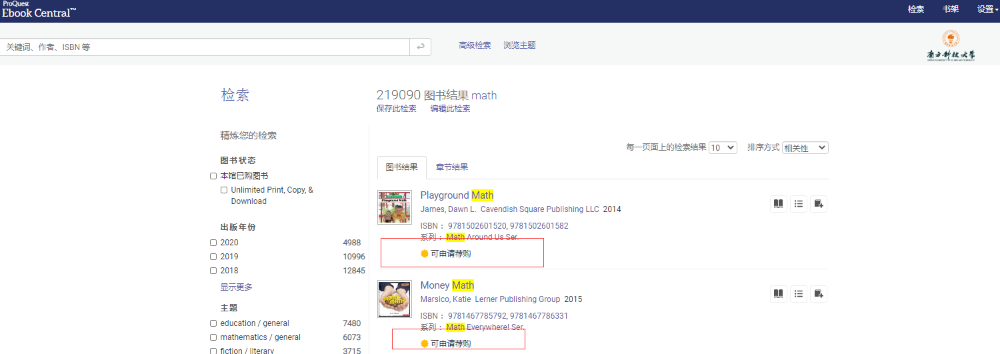 ProQuest
Ebook Central™
检索 书架 设置
关键词、作者、ISBN 等
高级检索 浏览主题
南方科技大学
检索
219090 图书结果 math
保存此检索 编辑此检索
精炼您的检索
每一页面上的检索结果 10 排序方式 相关性
图书状态
本馆已购图书
Unlimited Print, Copy, &
Download
出版年份
2020 4988
2019 10996
2018 12845
显示更多
主题
education / general 7480
mathematics / general 6073
fiction / literary 3715
图书结果 章节结果
Playground Math
Playground Math
James, Dawn L. Cavendish Square Publishing LLC 2014
ISBN： 9781502601520, 9781502601582
系列： Math Around Us Ser.
可申请荐购
MONEY MATH
Money Math
Marsico, Katie Lerner Publishing Group 2015
ISBN： 9781467785792, 9781467786331
系列： Math Everywhere! Ser.
可申请荐购